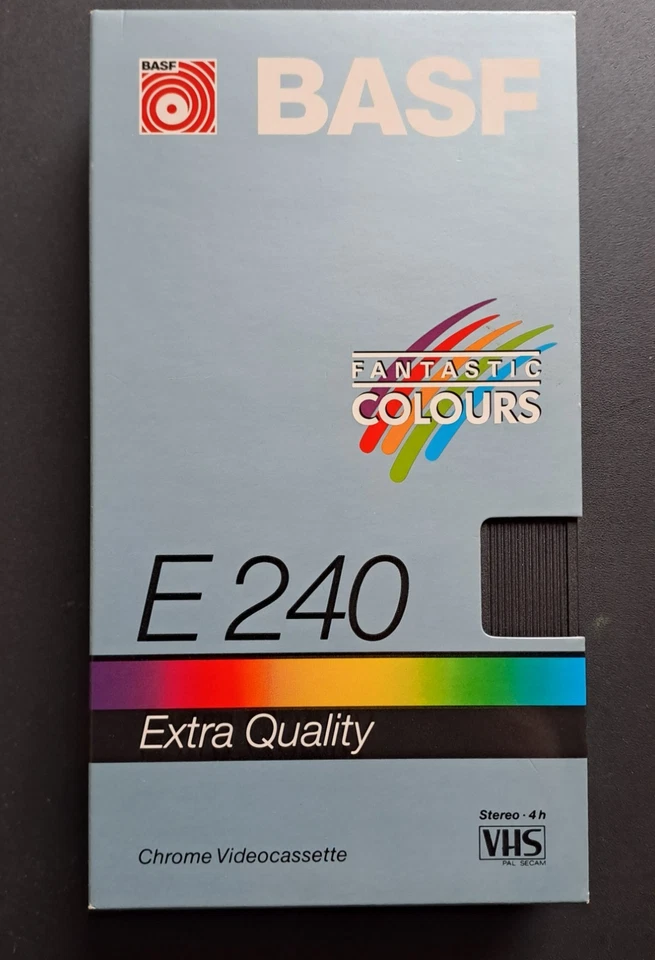 BASF
BASF
FANTASTIC
COLOURS
E 240
Extra Quality
Stereo · 4 h
VHS
PAL SECAM
Chrome Videocassette